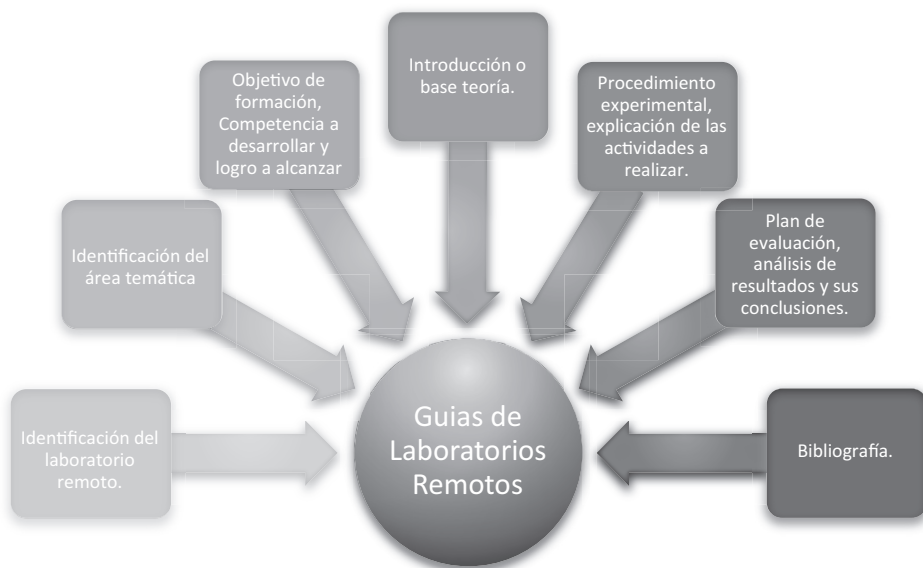 Identificación del
laboratorio
remoto.
Identificación del
área temática
Objetivo de
formación,
Competencia a
desarrollar y
logro a alcanzar
Introducción o
base teoría.
Procedimiento
experimental,
explicación de las
actividades a
realizar.
Plan de
evaluación,
análisis de
resultados y sus
conclusiones.
Bibliografía.
Guias de
Laboratorios
Remotos